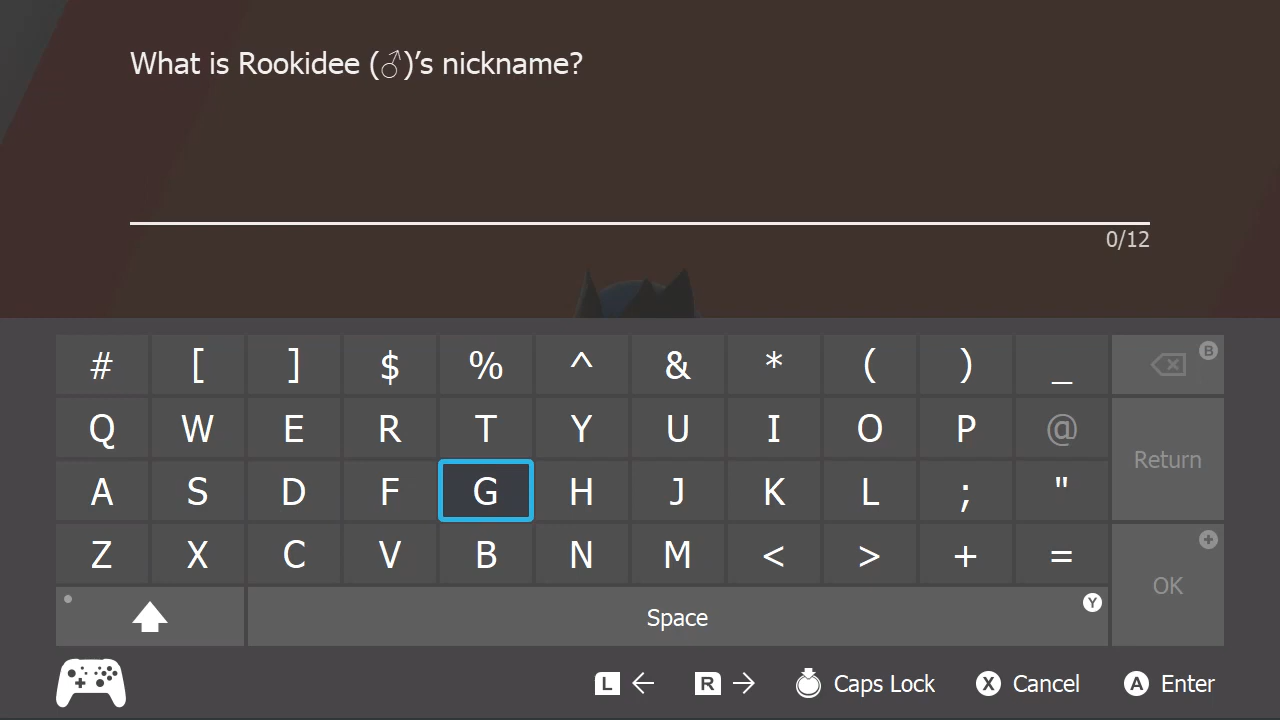 What is Rookidee (♂)’s nickname?
0/12
# [ ] $ % ^ & * ( ) _ B
Q W E R T Y U I O P @ Return
A S D F G H J K L ; "
Z X C V B N M < > + = OK +
Space Y
L ← R → Caps Lock X Cancel A Enter